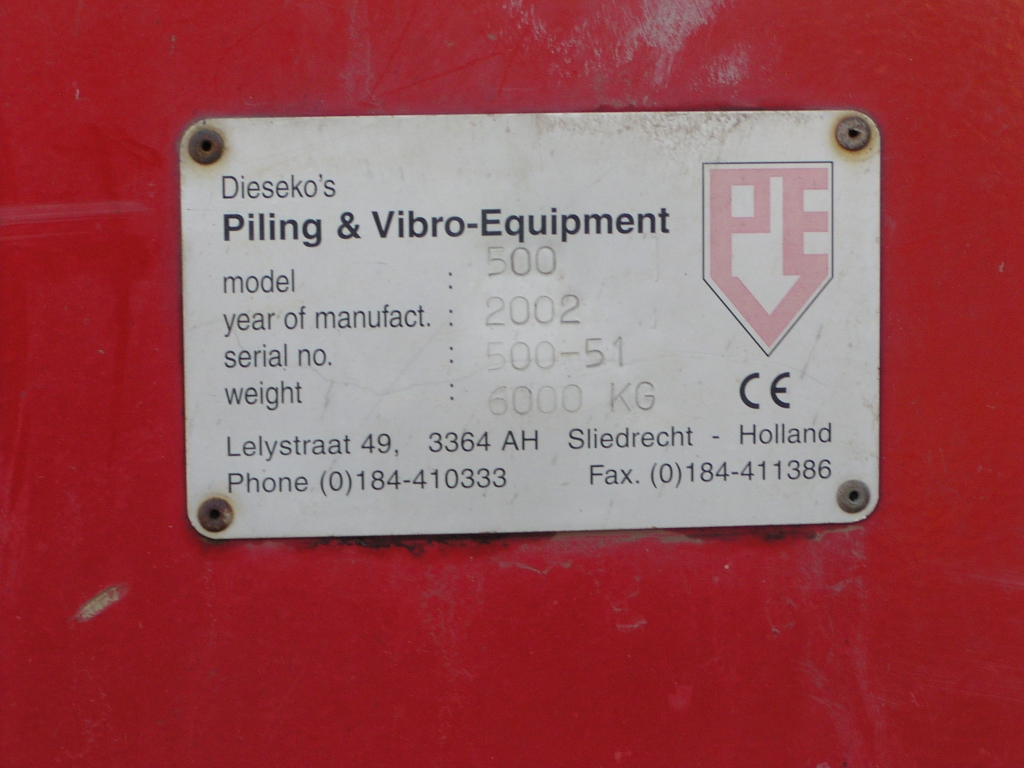 Dieseko's
Piling & Vibro-Equipment
model : 500
year of manufact. : 2002
serial no. : 500-51
weight : 6000 KG
Lelystraat 49, 3364 AH Sliedrecht - Holland
Phone (0)184-410333 Fax. (0)184-411386
PVE
CE